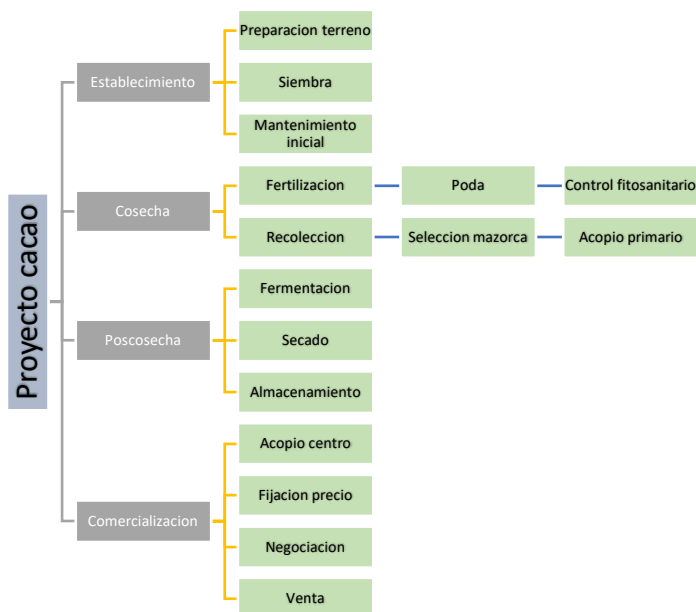 Proyecto cacao
Establecimiento
Preparacion terreno
Siembra
Mantenimiento
inicial
Cosecha
Fertilizacion
Poda
Control fitosanitario
Recoleccion
Seleccion mazorca
Acopio primario
Poscosecha
Fermentacion
Secado
Almacenamiento
Comercializacion
Acopio centro
Fijacion precio
Negociacion
Venta